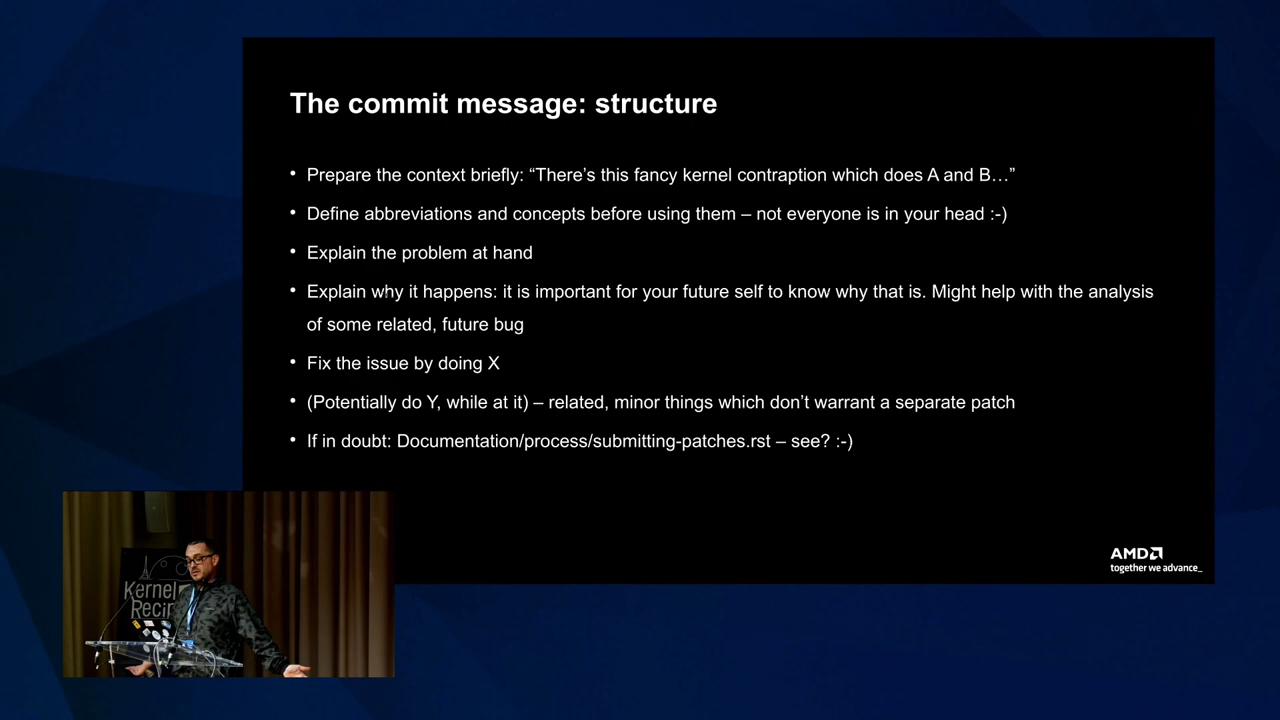 The commit message: structure
• Prepare the context briefly: “There’s this fancy kernel contraption which does A and B…”
• Define abbreviations and concepts before using them – not everyone is in your head :-)
• Explain the problem at hand
• Explain why it happens: it is important for your future self to know why that is. Might help with the analysis
of some related, future bug
• Fix the issue by doing X
• (Potentially do Y, while at it) – related, minor things which don’t warrant a separate patch
• If in doubt: Documentation/process/submitting-patches.rst – see? :-)
AMD
together we advance_
Kernel
Recip